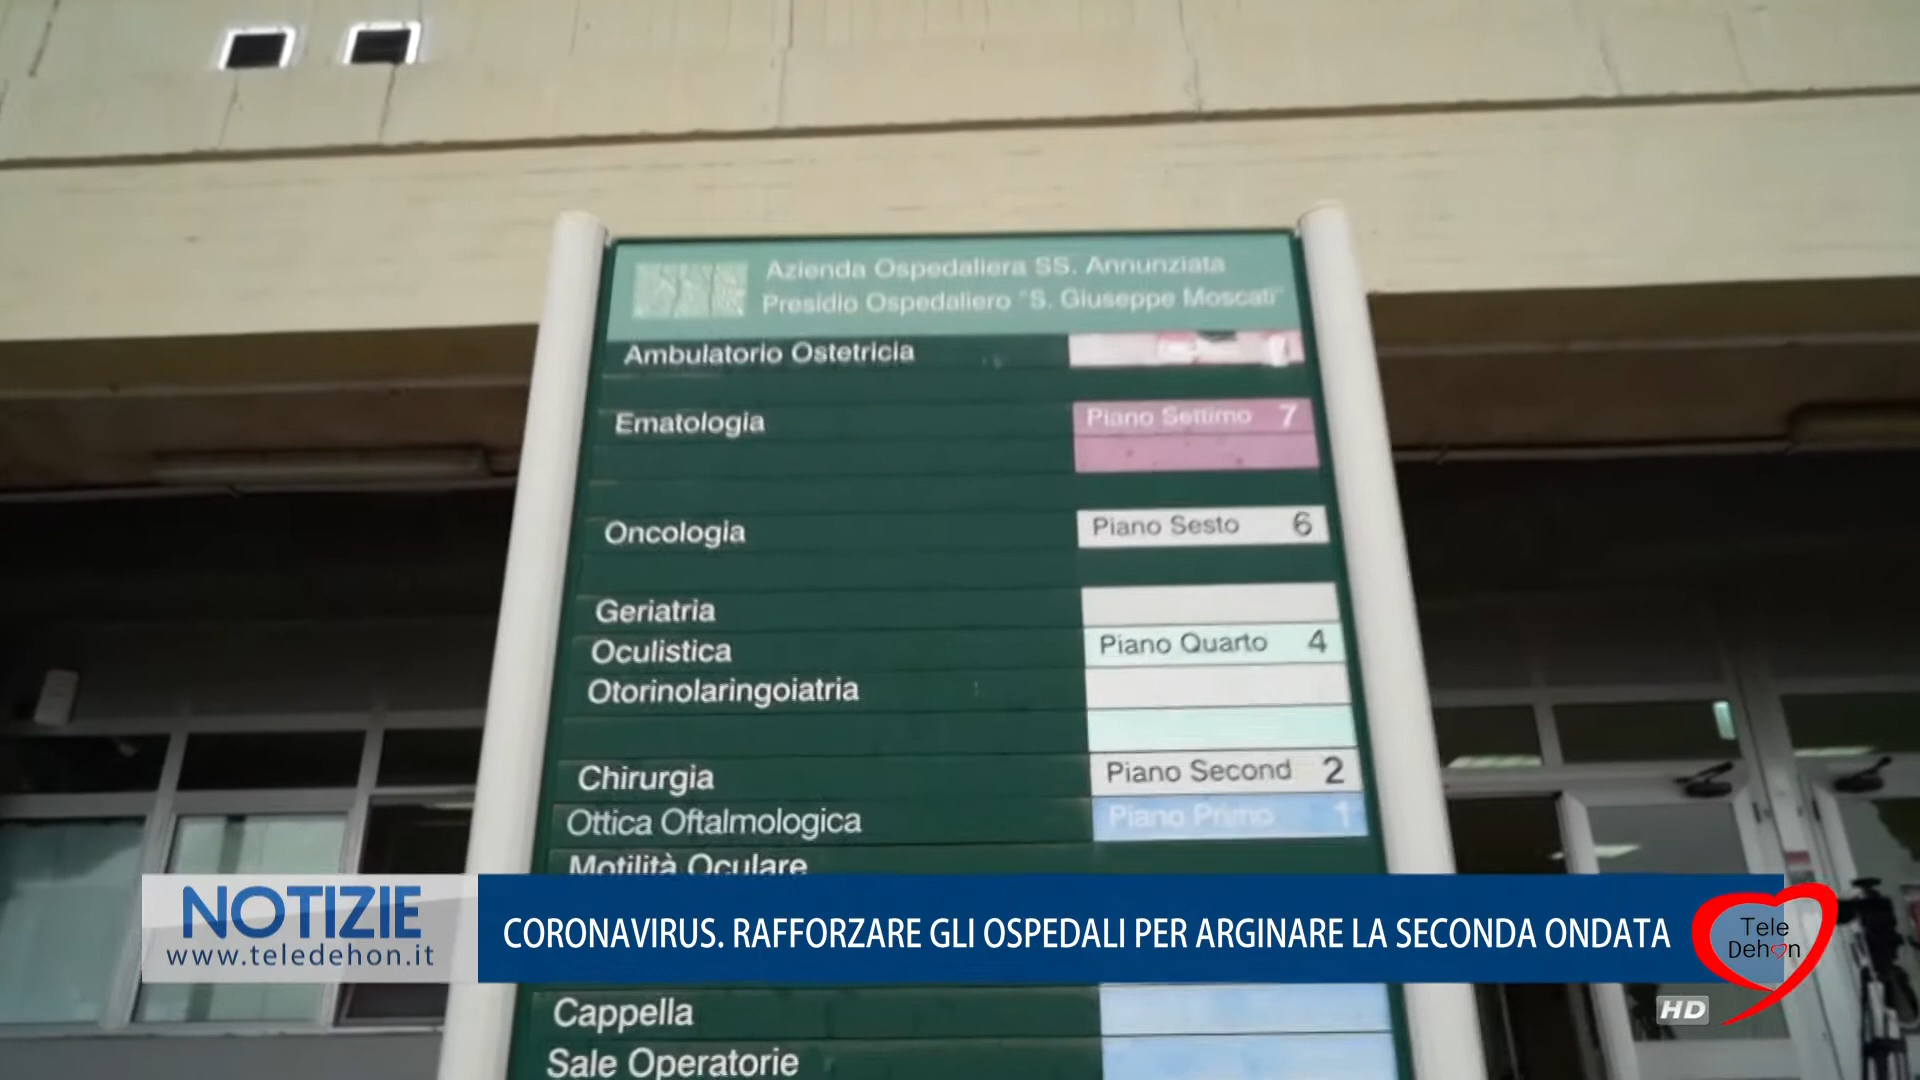 Azienda Ospedaliera SS. Annunziata
Presidio Ospedaliero "S. Giuseppe Moscati"
Ambulatorio Ostetricia
Ematologia Piano Settimo 7
Oncologia Piano Sesto 6
Geriatria
Oculistica Piano Quarto 4
Otorinolaringoiatria
Chirurgia Piano Second 2
Ottica Oftalmologica Piano Primo 1
Motilità Oculare
NOTIZIE
www.teledehon.it
CORONAVIRUS. RAFFORZARE GLI OSPEDALI PER ARGINARE LA SECONDA ONDATA
Tele
Dehon
HD
Cappella
Sale Operatorie